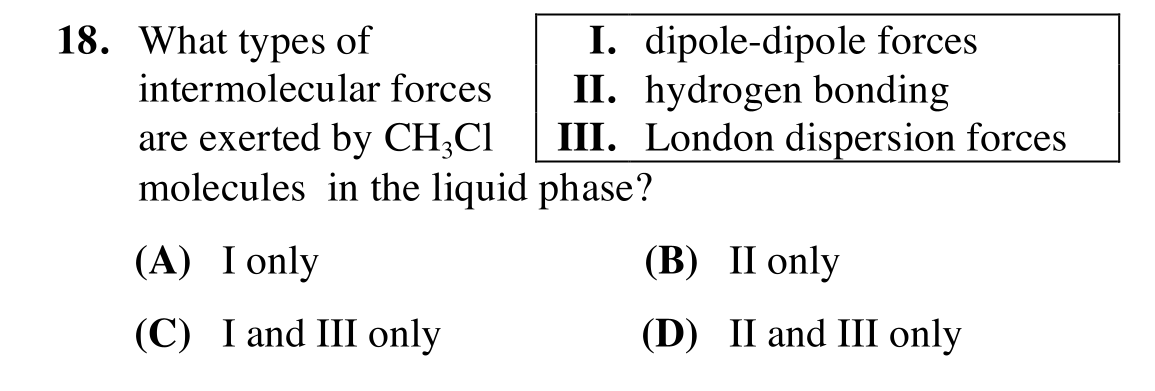 18. What types of
intermolecular forces
are exerted by CH₃Cl
molecules in the liquid phase?
I. dipole-dipole forces
II. hydrogen bonding
III. London dispersion forces
(A) I only
(B) II only
(C) I and III only
(D) II and III only